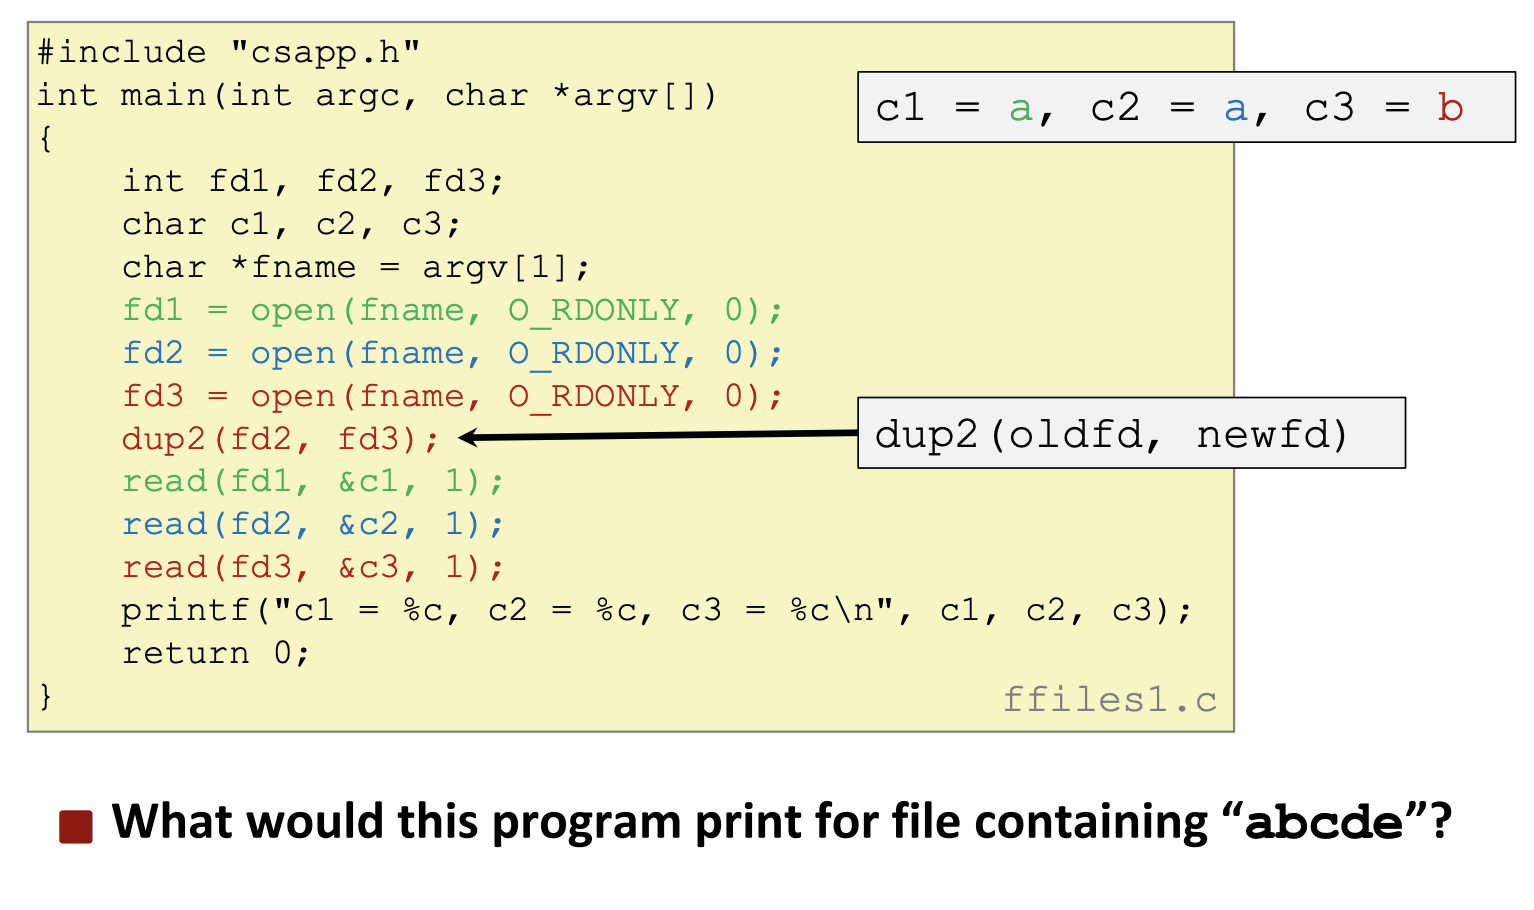 #include "csapp.h"
int main(int argc, char *argv[])
c1 = a, c2 = a, c3 = b
{
    int fd1, fd2, fd3;
    char c1, c2, c3;
    char *fname = argv[1];
    fd1 = open(fname, O_RDONLY, 0);
    fd2 = open(fname, O_RDONLY, 0);
    fd3 = open(fname, O_RDONLY, 0);
    dup2(fd2, fd3);
dup2(oldfd, newfd)
    read(fd1, &c1, 1);
    read(fd2, &c2, 1);
    read(fd3, &c3, 1);
    printf("c1 = %c, c2 = %c, c3 = %c\n", c1, c2, c3);
    return 0;
}
ffiles1.c
What would this program print for file containing “abcde”?